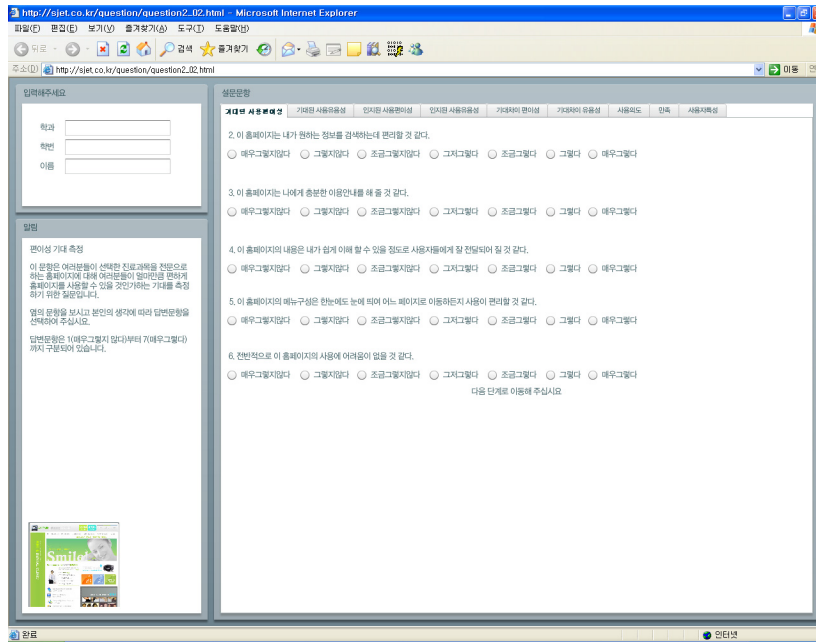 http://sjet.co.kr/question/question2_02.html - Microsoft Internet Explorer
파일(F) 편집(E) 보기(V) 즐겨찾기(A) 도구(T) 도움말(H)
뒤로 검색 즐겨찾기
주소(D) http://sjet.co.kr/question/question2_02.html 이동
입력해주세요
학과
학번
이름
알림
편이성 기대 측정
이 문항은 여러분들이 선택한 진료과목을 전문으로
하는 홈페이지에 대해 여러분들이 얼마만큼 편하게
홈페이지를 사용할 수 있을 것인가하는 기대를 측정
하기 위한 질문입니다.
옆의 문항을 보시고 본인의 생각에 따라 답변문항을
선택하여 주십시요.
답변문항은 1(매우그렇지 않다)부터 7(매우그렇다)
까지 구분되어 있습니다.
Smile
설문문항
기대된 사용편이성 기대된 사용유용성 인지된 사용편이성 인지된 사용유용성 기대차이 편이성 기대차이 유용성 사용의도 만족 사용자특성
2. 이 홈페이지는 내가 원하는 정보를 검색하는데 편리할 것 같다.
매우그렇지않다 그렇지않다 조금그렇지않다 그저그렇다 조금그렇다 그렇다 매우그렇다
3. 이 홈페이지는 나에게 충분한 이용안내를 해 줄 것 같다.
매우그렇지않다 그렇지않다 조금그렇지않다 그저그렇다 조금그렇다 그렇다 매우그렇다
4. 이 홈페이지의 내용은 내가 쉽게 이해 할 수 있을 정도로 사용자들에게 잘 전달되어 질 것 같다.
매우그렇지않다 그렇지않다 조금그렇지않다 그저그렇다 조금그렇다 그렇다 매우그렇다
5. 이 홈페이지의 메뉴구성은 한눈에도 눈에 띄여 어느 페이지로 이동하든지 사용이 편리할 것 같다.
매우그렇지않다 그렇지않다 조금그렇지않다 그저그렇다 조금그렇다 그렇다 매우그렇다
6. 전반적으로 이 홈페이지의 사용에 어려움이 없을 것 같다.
매우그렇지않다 그렇지않다 조금그렇지않다 그저그렇다 조금그렇다 그렇다 매우그렇다
다음 단계로 이동해 주십시요
완료 인터넷